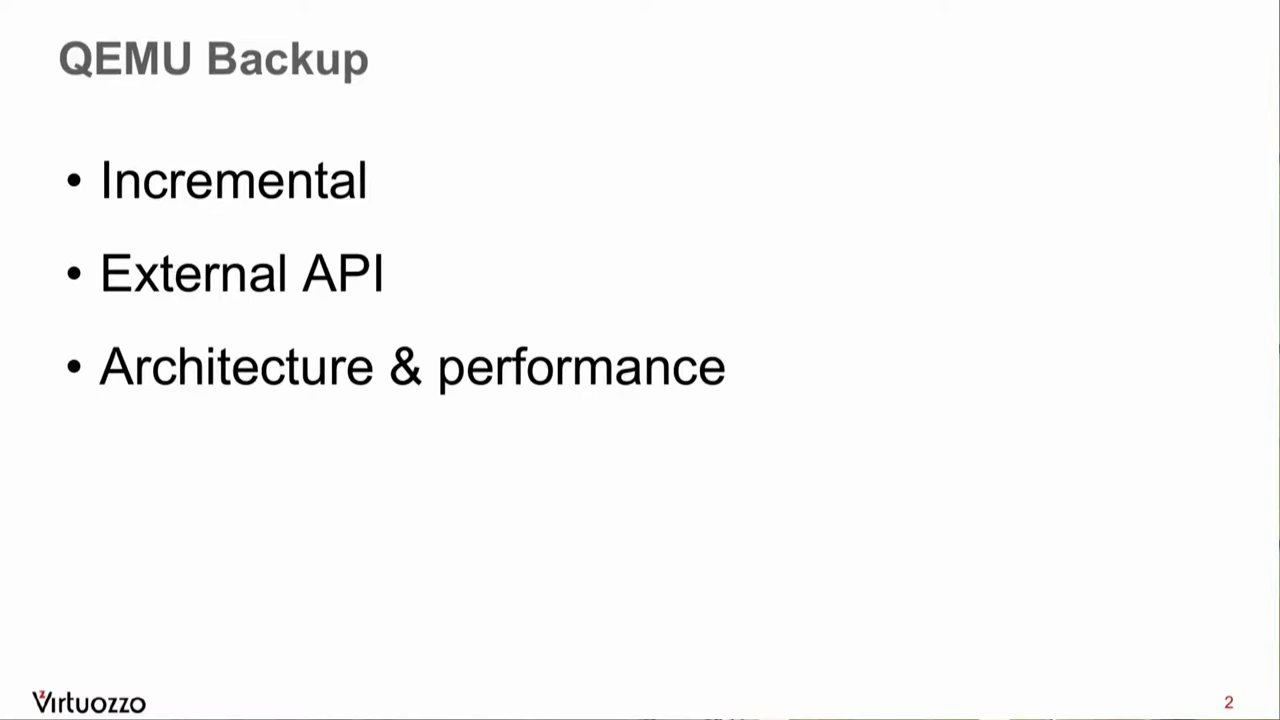 QEMU Backup
• Incremental
• External API
• Architecture & performance
Virtuozzo
2